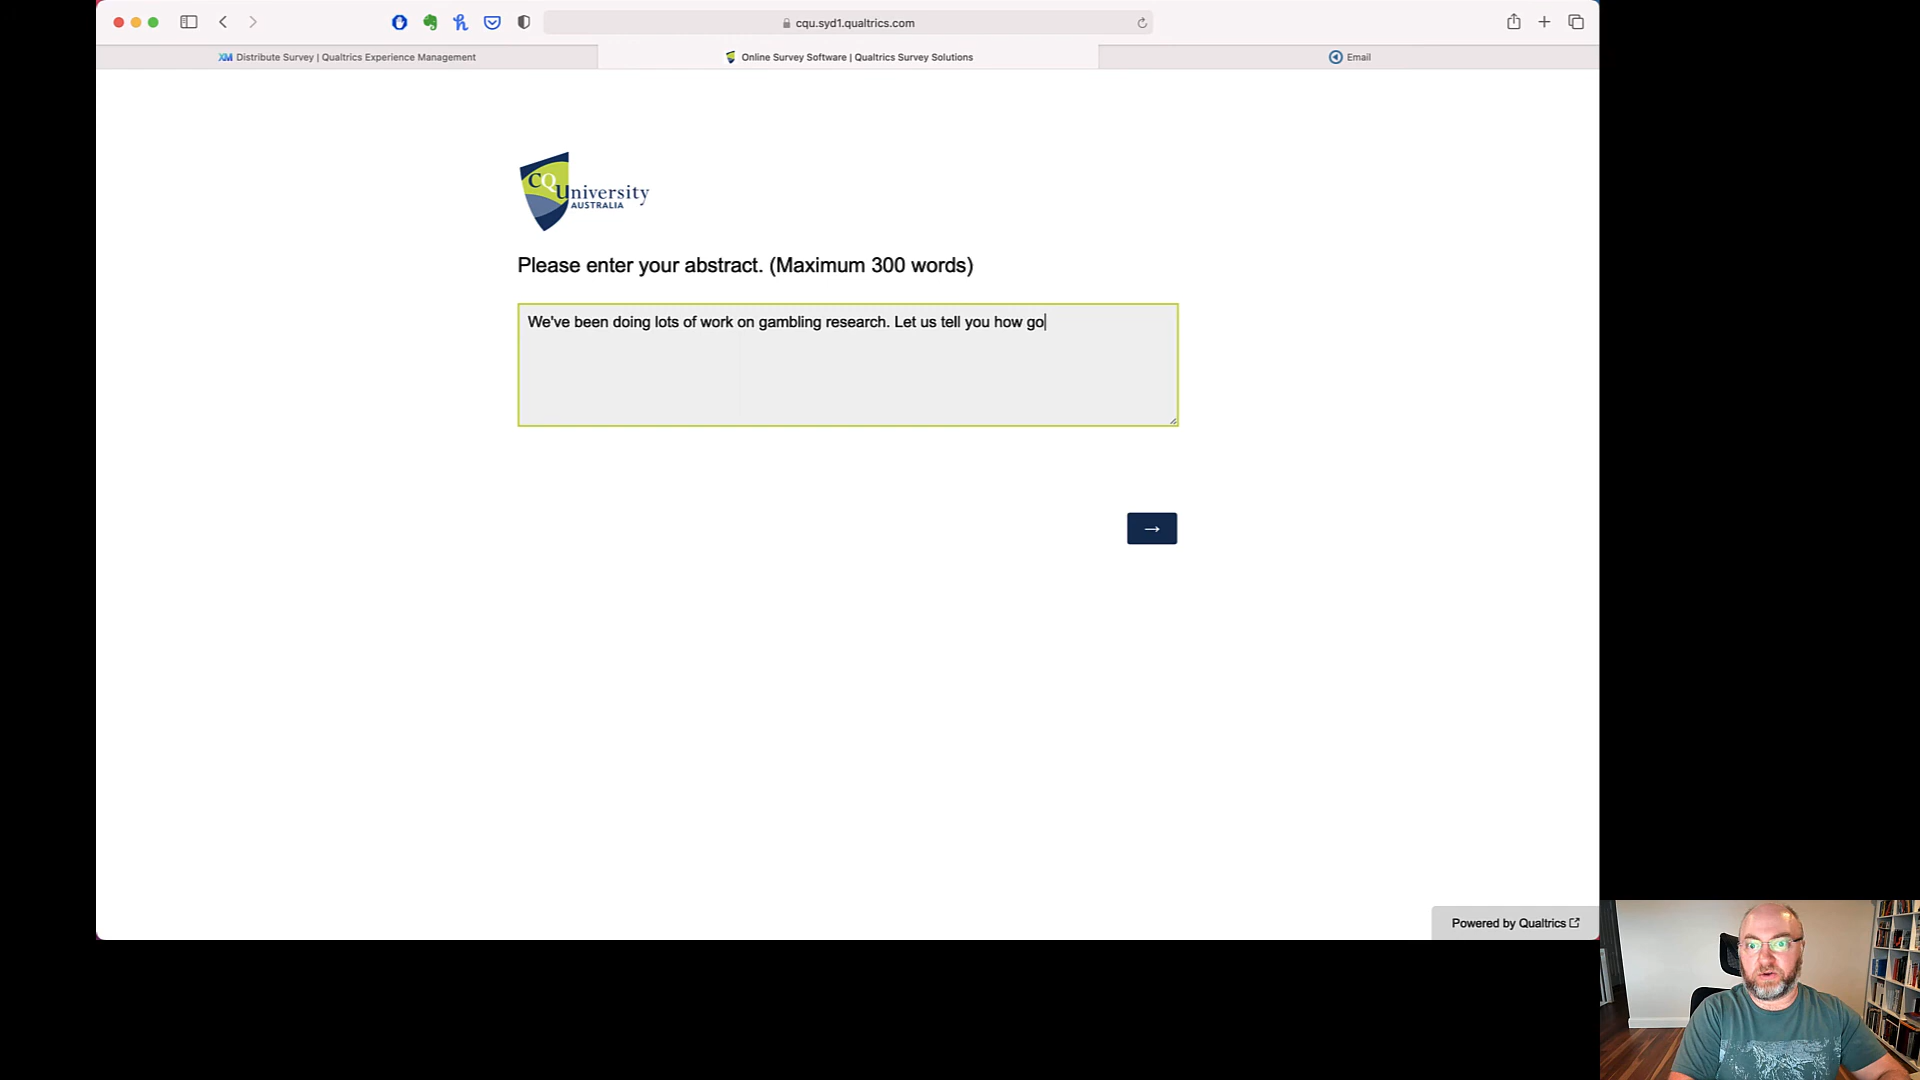 cqu.syd1.qualtrics.com
XM Distribute Survey | Qualtrics Experience Management
Online Survey Software | Qualtrics Survey Solutions
Email
CQUniversity
AUSTRALIA
Please enter your abstract. (Maximum 300 words)
We've been doing lots of work on gambling research. Let us tell you how go
→
Powered by Qualtrics